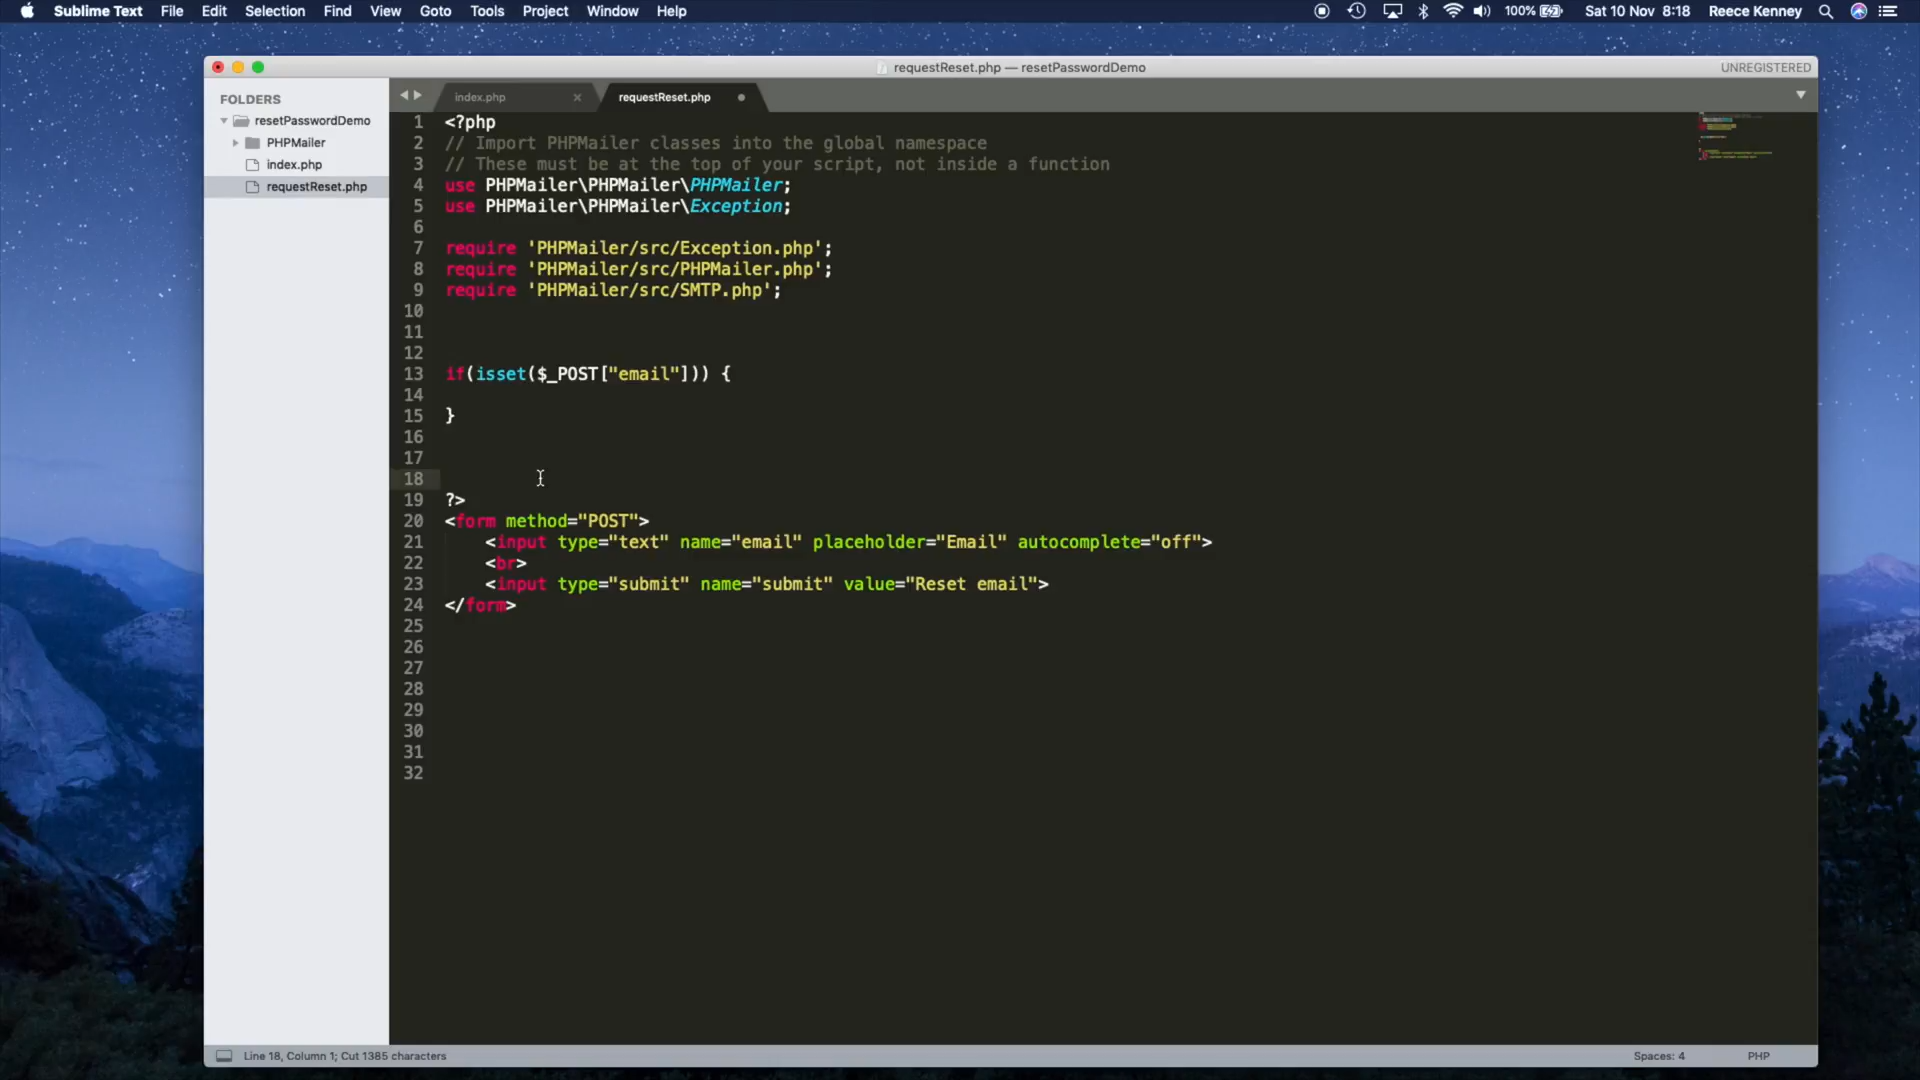 Sublime Text File Edit Selection Find View Goto Tools Project Window Help 100% Sat 10 Nov 8:18 Reece Kenney
requestReset.php — resetPasswordDemo UNREGISTERED
FOLDERS
resetPasswordDemo
PHPMailer
index.php
requestReset.php
index.php requestReset.php
1 <?php
2 // Import PHPMailer classes into the global namespace
3 // These must be at the top of your script, not inside a function
4 use PHPMailer\PHPMailer\PHPMailer;
5 use PHPMailer\PHPMailer\Exception;
6
7 require 'PHPMailer/src/Exception.php';
8 require 'PHPMailer/src/PHPMailer.php';
9 require 'PHPMailer/src/SMTP.php';
10
11
12
13 if(isset($_POST["email"])) {
14
15 }
16
17
18
19 ?>
20 <form method="POST">
21 <input type="text" name="email" placeholder="Email" autocomplete="off">
22 <br>
23 <input type="submit" name="submit" value="Reset email">
24 </form>
25
26
27
28
29
30
31
32
Line 18, Column 1; Cut 1385 characters Spaces: 4 PHP